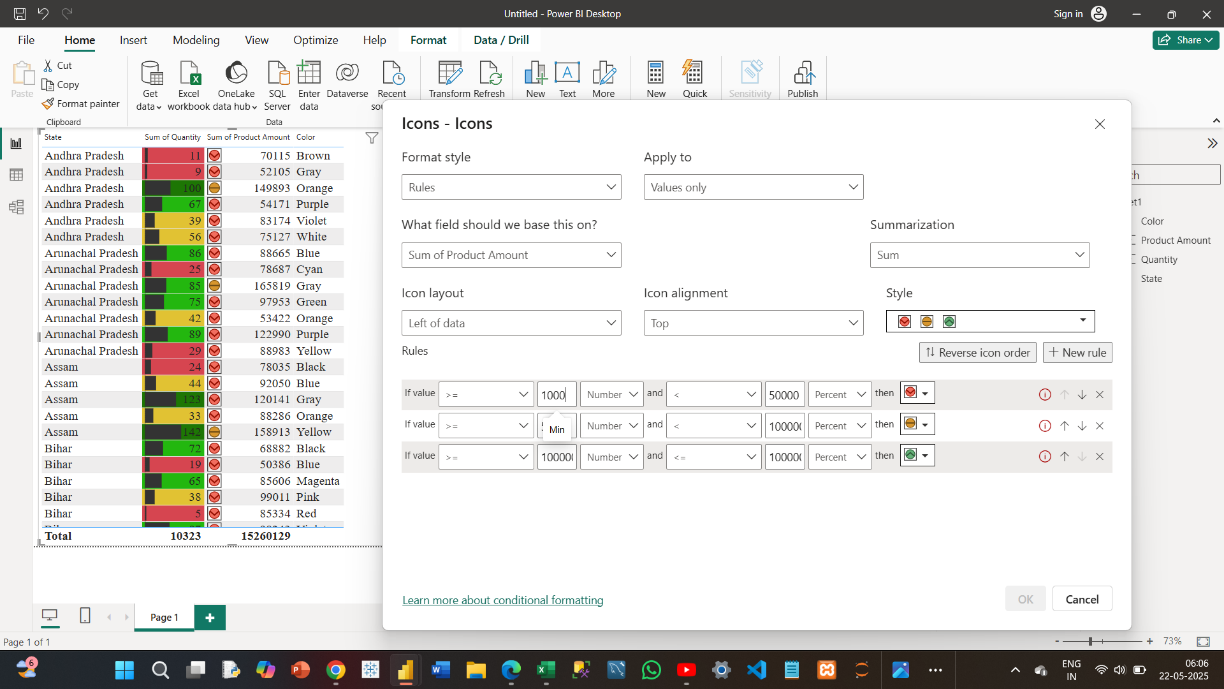 Untitled - Power BI Desktop
Sign in
File Home Insert Modeling View Optimize Help Format Data / Drill
Share
Paste
Cut
Copy
Format painter
Clipboard
Get data
Excel workbook
OneLake data hub
SQL Server
Enter data
Dataverse
Recent
Data
Transform
Refresh
New
Text
More
New
Quick
Sensitivity
Publish
State Sum of Quantity Sum of Product Amount Color
Andhra Pradesh 11 70115 Brown
Andhra Pradesh 9 52105 Gray
Andhra Pradesh 100 149893 Orange
Andhra Pradesh 67 54171 Purple
Andhra Pradesh 39 83174 Violet
Andhra Pradesh 56 75127 White
Arunachal Pradesh 86 88665 Blue
Arunachal Pradesh 25 78687 Cyan
Arunachal Pradesh 85 165819 Gray
Arunachal Pradesh 75 97953 Green
Arunachal Pradesh 42 53422 Orange
Arunachal Pradesh 89 122990 Purple
Arunachal Pradesh 29 88983 Yellow
Assam 24 78035 Black
Assam 44 92050 Blue
Assam 123 120141 Gray
Assam 33 88286 Orange
Assam 142 158913 Yellow
Bihar 72 68882 Black
Bihar 19 50386 Blue
Bihar 65 85606 Magenta
Bihar 38 99011 Pink
Bihar 5 85334 Red
Total 10323 15260129
Icons - Icons
Format style
Apply to
Rules
Values only
What field should we base this on?
Summarization
Sum of Product Amount
Sum
Icon layout
Icon alignment
Style
Left of data
Top
Rules
Reverse icon order
New rule
If value >= 1000 Number and < 50000 Percent then
If value >= Number and < 10000 Percent then
Min
If value >= 10000 Number and <= 10000 Percent then
Learn more about conditional formatting
OK
Cancel
Color
Product Amount
Quantity
State
Page 1
Page 1 of 1
- + 73%
6
ENG
IN
06:06
22-05-2025